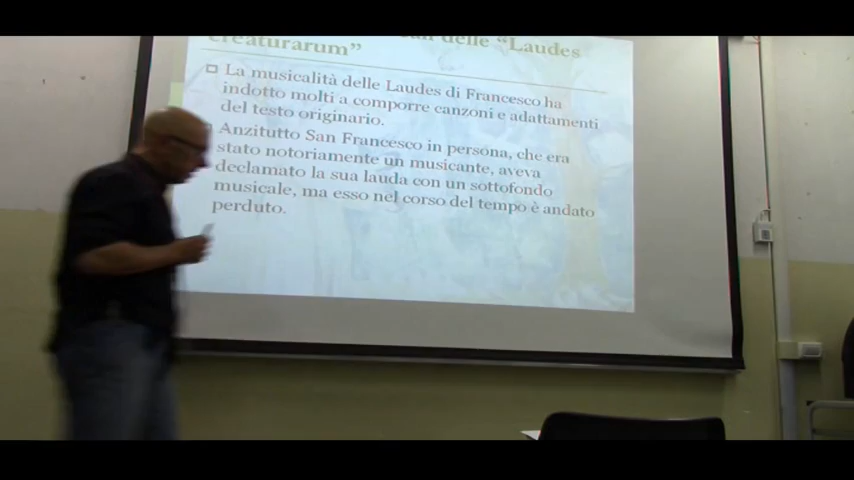 delle "Laudes
creaturarum"
La musicalità delle Laudes di Francesco ha
indotto molti a comporre canzoni e adattamenti
del testo originario.
Anzitutto San Francesco in persona, che era
stato notoriamente un musicante, aveva
declamato la sua lauda con un sottofondo
musicale, ma esso nel corso del tempo è andato
perduto.